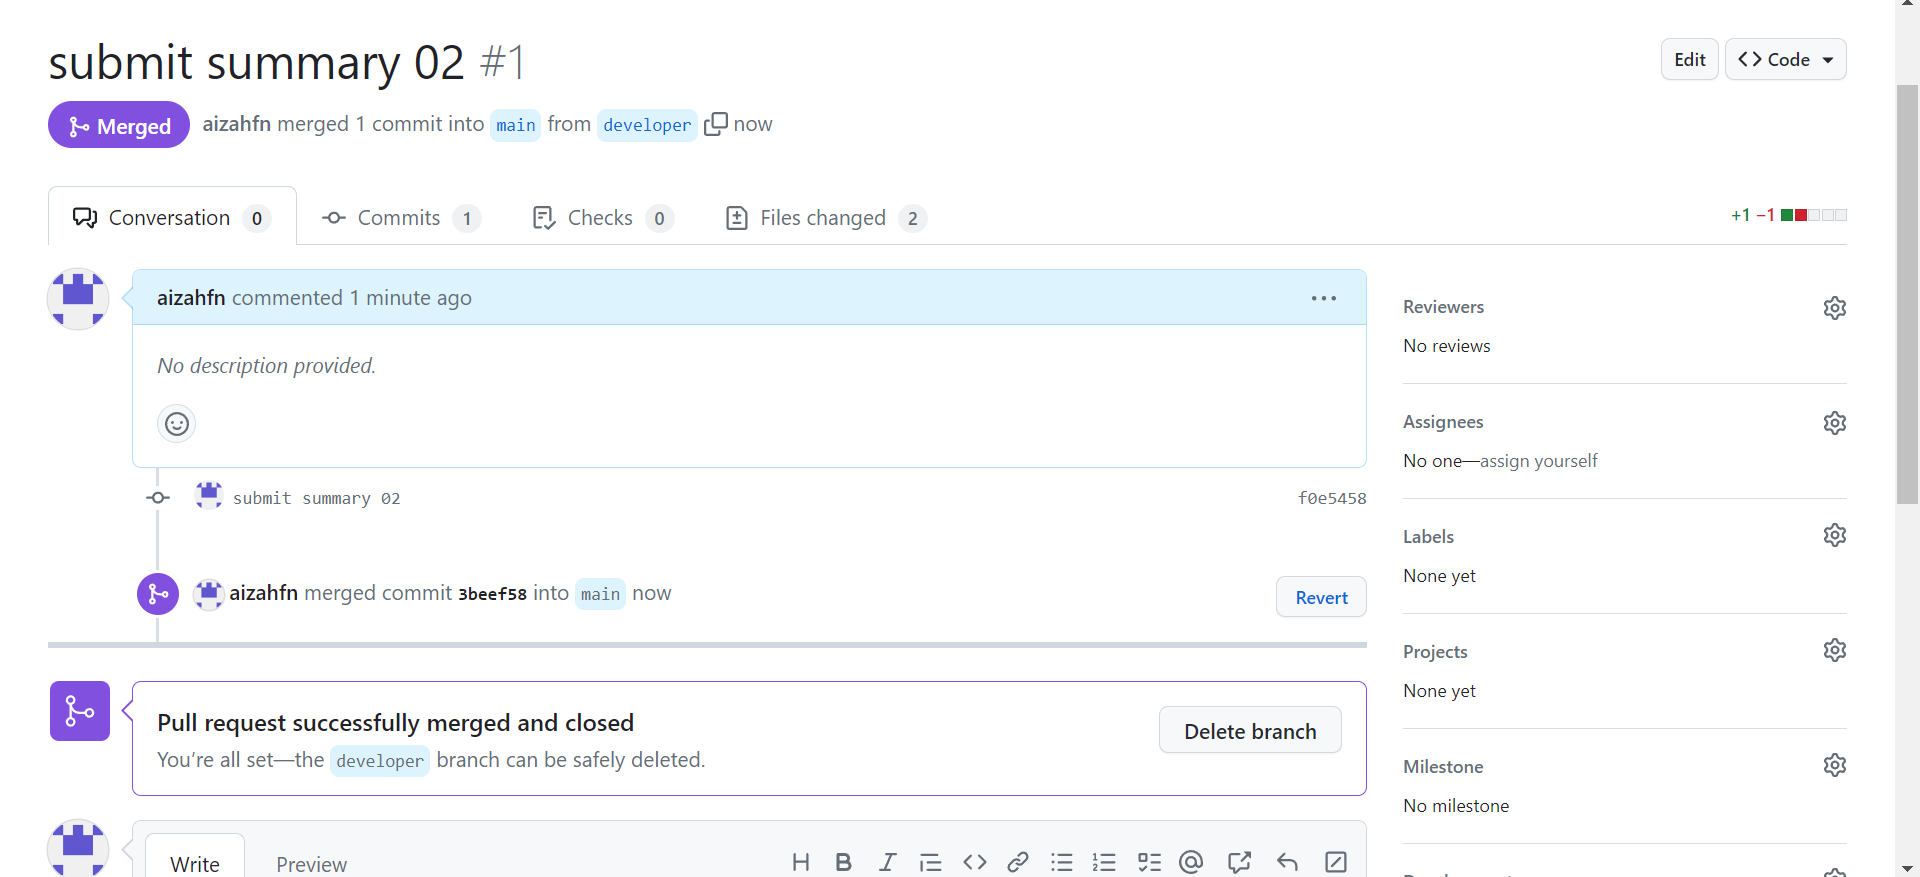 submit summary 02 #1
Edit
<> Code
Merged
aizahfn merged 1 commit into main from developer now
Conversation 0
Commits 1
Checks 0
Files changed 2
+1 −1
aizahfn commented 1 minute ago
No description provided.
submit summary 02
f0e5458
aizahfn merged commit 3beef58 into main now
Revert
Pull request successfully merged and closed
You’re all set—the developer branch can be safely deleted.
Delete branch
Write
Preview
Reviewers
No reviews
Assignees
No one—assign yourself
Labels
None yet
Projects
None yet
Milestone
No milestone